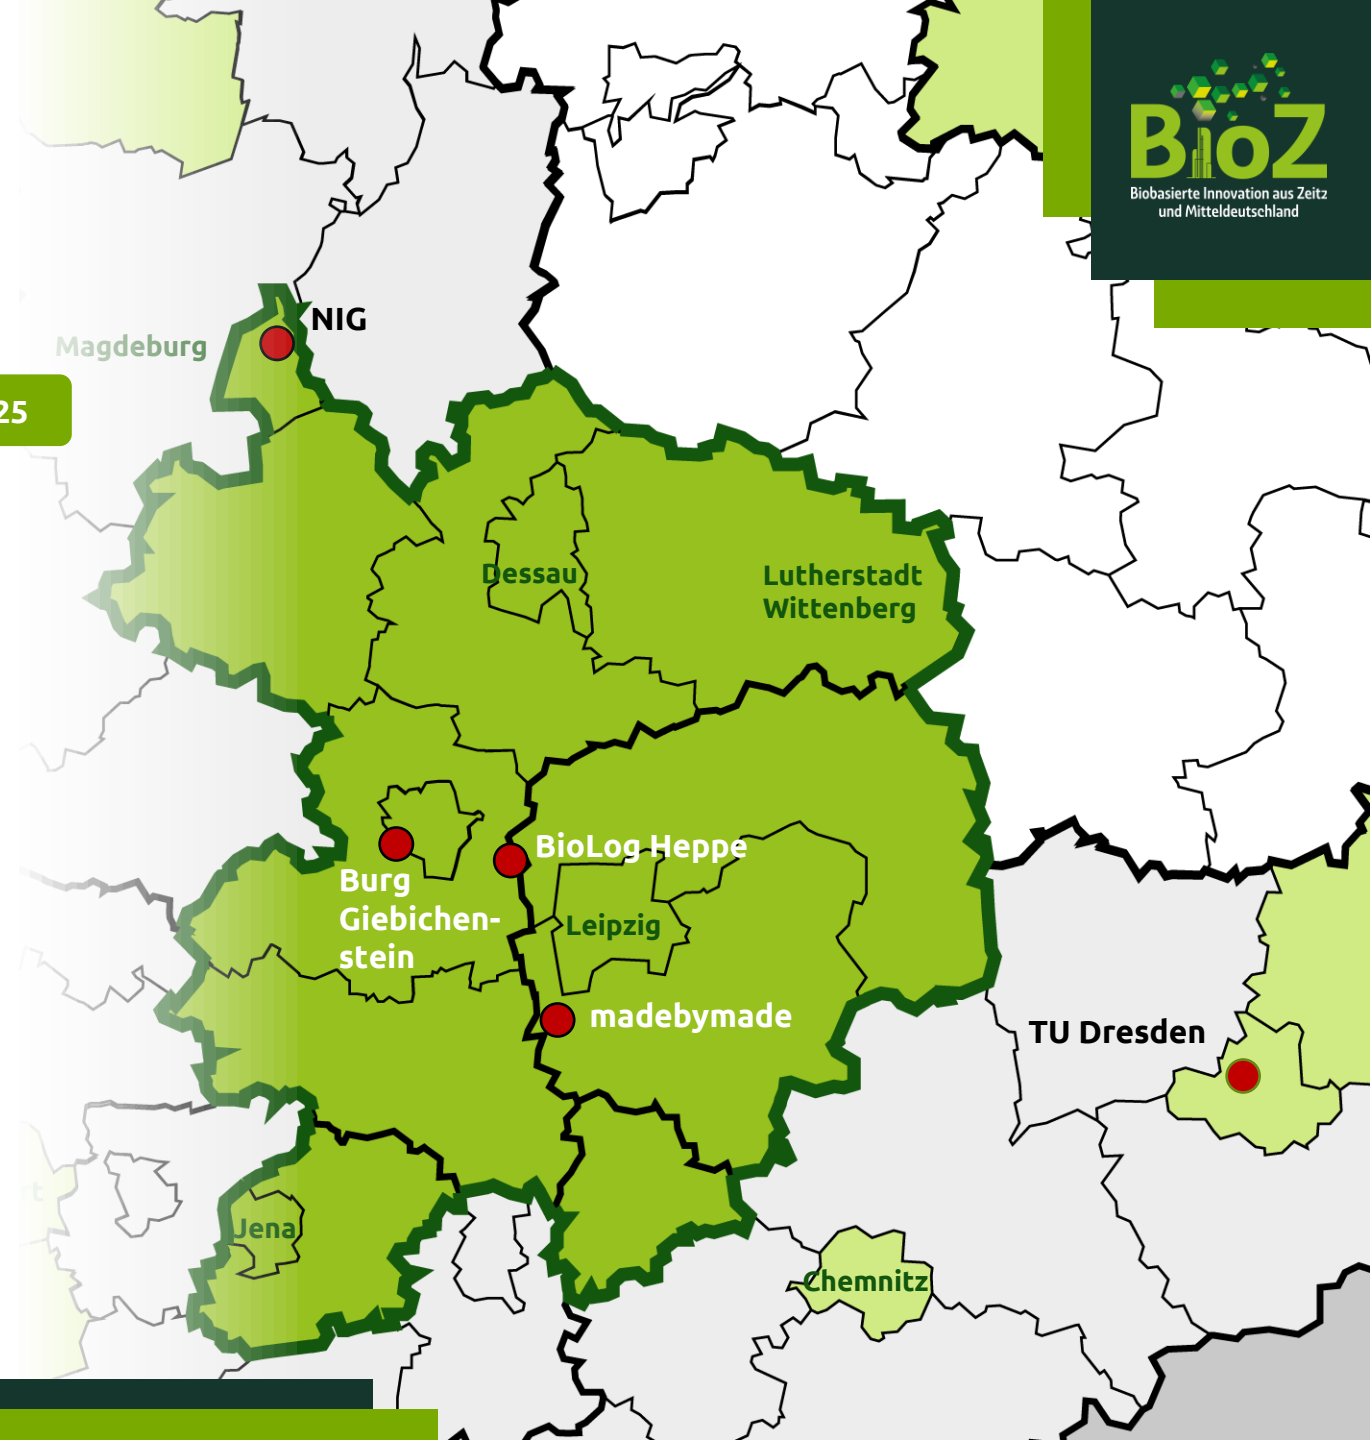 BioZ
Biobasierte Innovation aus Zeitz
und Mitteldeutschland
NIG
Magdeburg
25
Dessau
Lutherstadt
Wittenberg
BioLog Heppe
Burg
Giebichen-
stein
Leipzig
madebymade
TU Dresden
rt
Jena
Chemnitz